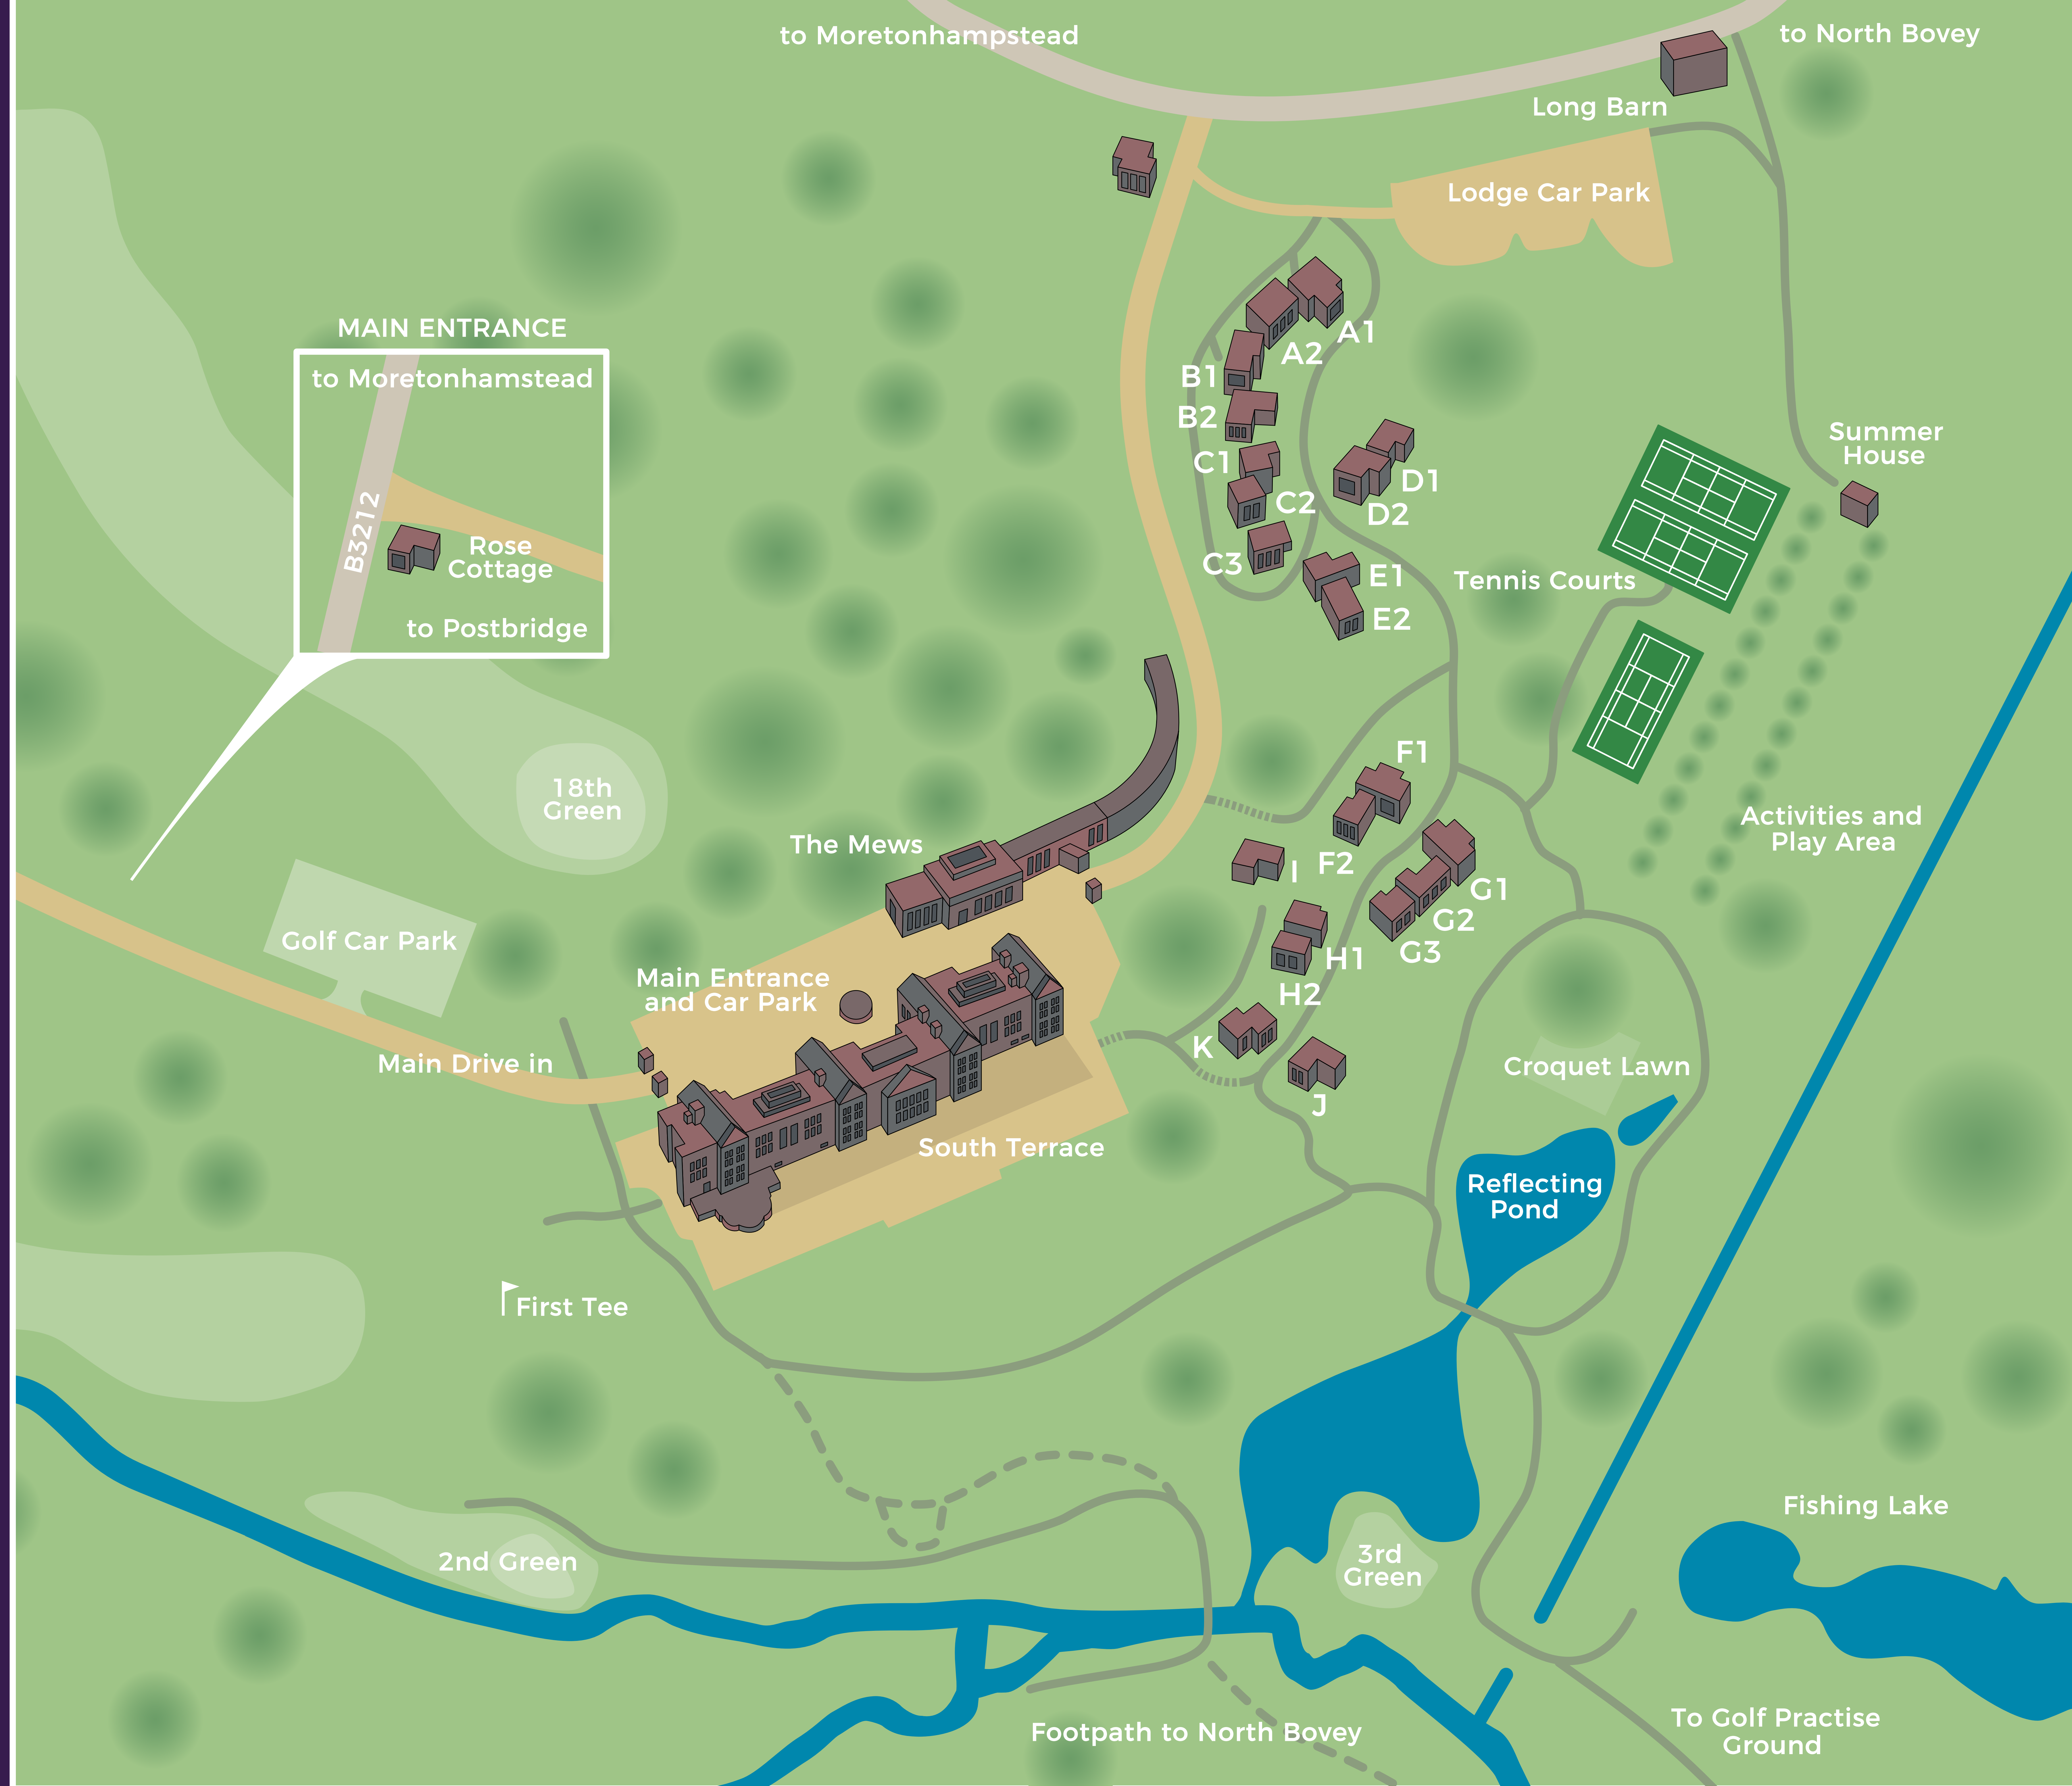 to Moretonhampstead
to North Bovey
Long Barn
Lodge Car Park
MAIN ENTRANCE
to Moretonhamstead
B3212
Rose
Cottage
to Postbridge
A1
A2
B1
B2
C1
C2
C3
D1
D2
E1
E2
Summer
House
Tennis Courts
18th
Green
The Mews
F1
F2
I
G1
G2
G3
H1
H2
K
J
Activities and
Play Area
Golf Car Park
Main Entrance
and Car Park
Main Drive in
South Terrace
Croquet Lawn
Reflecting
Pond
First Tee
2nd Green
3rd
Green
Fishing Lake
Footpath to North Bovey
To Golf Practise
Ground